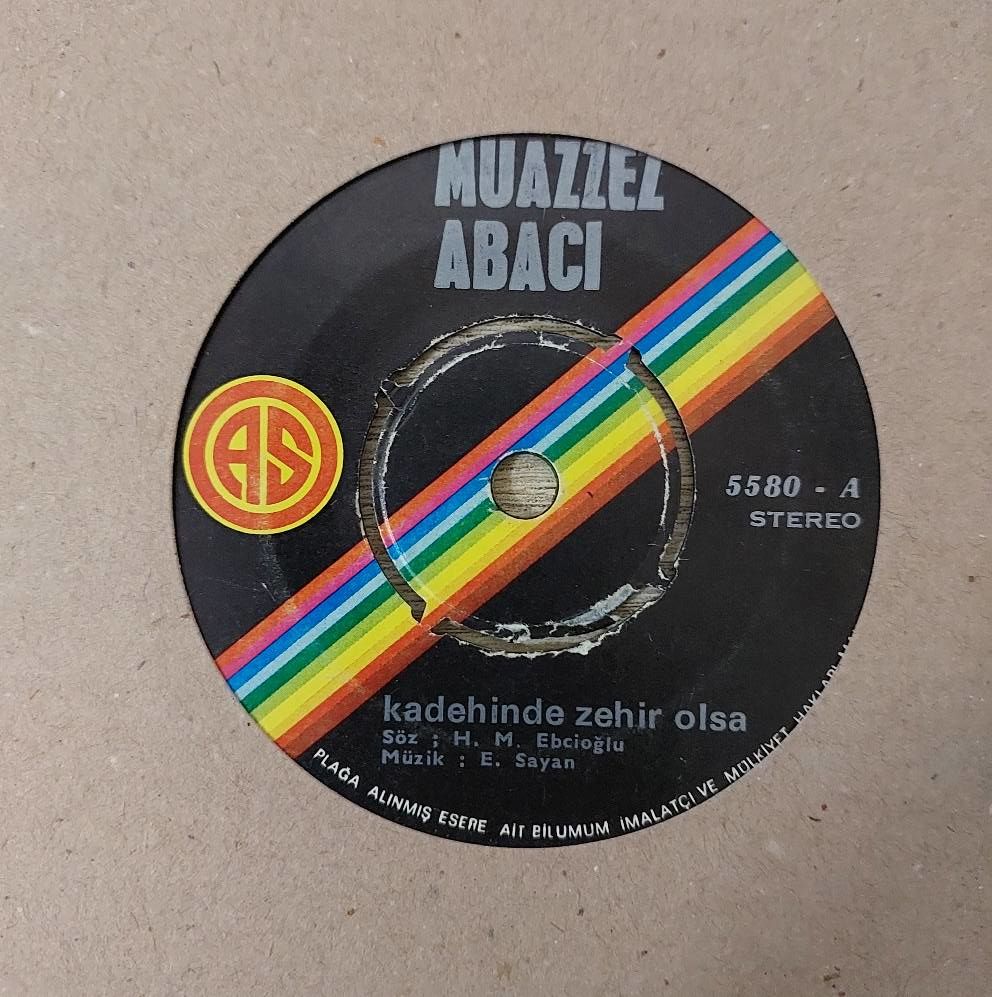 MUAZZEZ
ABACI
AS
5580 - A
STEREO
kadehinde zehir olsa
Söz ; H. M. Ebcioğlu
Müzik : E. Sayan
PLAĞA ALINMIŞ ESERE AİT BİLUMUM İMALATÇI VE MÜLKİYET HAKLARI